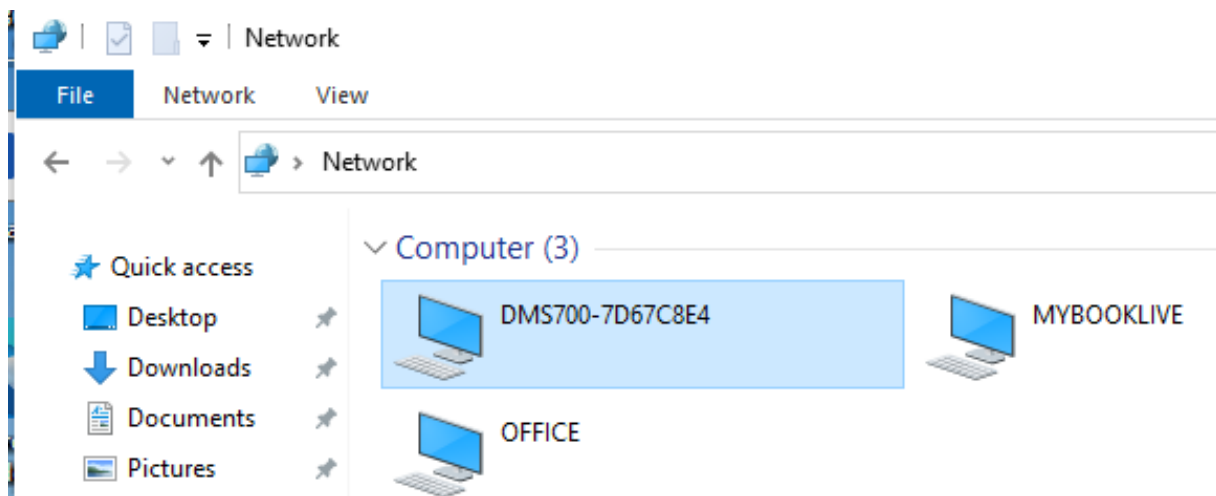 Network
File Network View
Network
Quick access
Desktop
Downloads
Documents
Pictures
Computer (3)
DMS700-7D67C8E4 MYBOOKLIVE
OFFICE